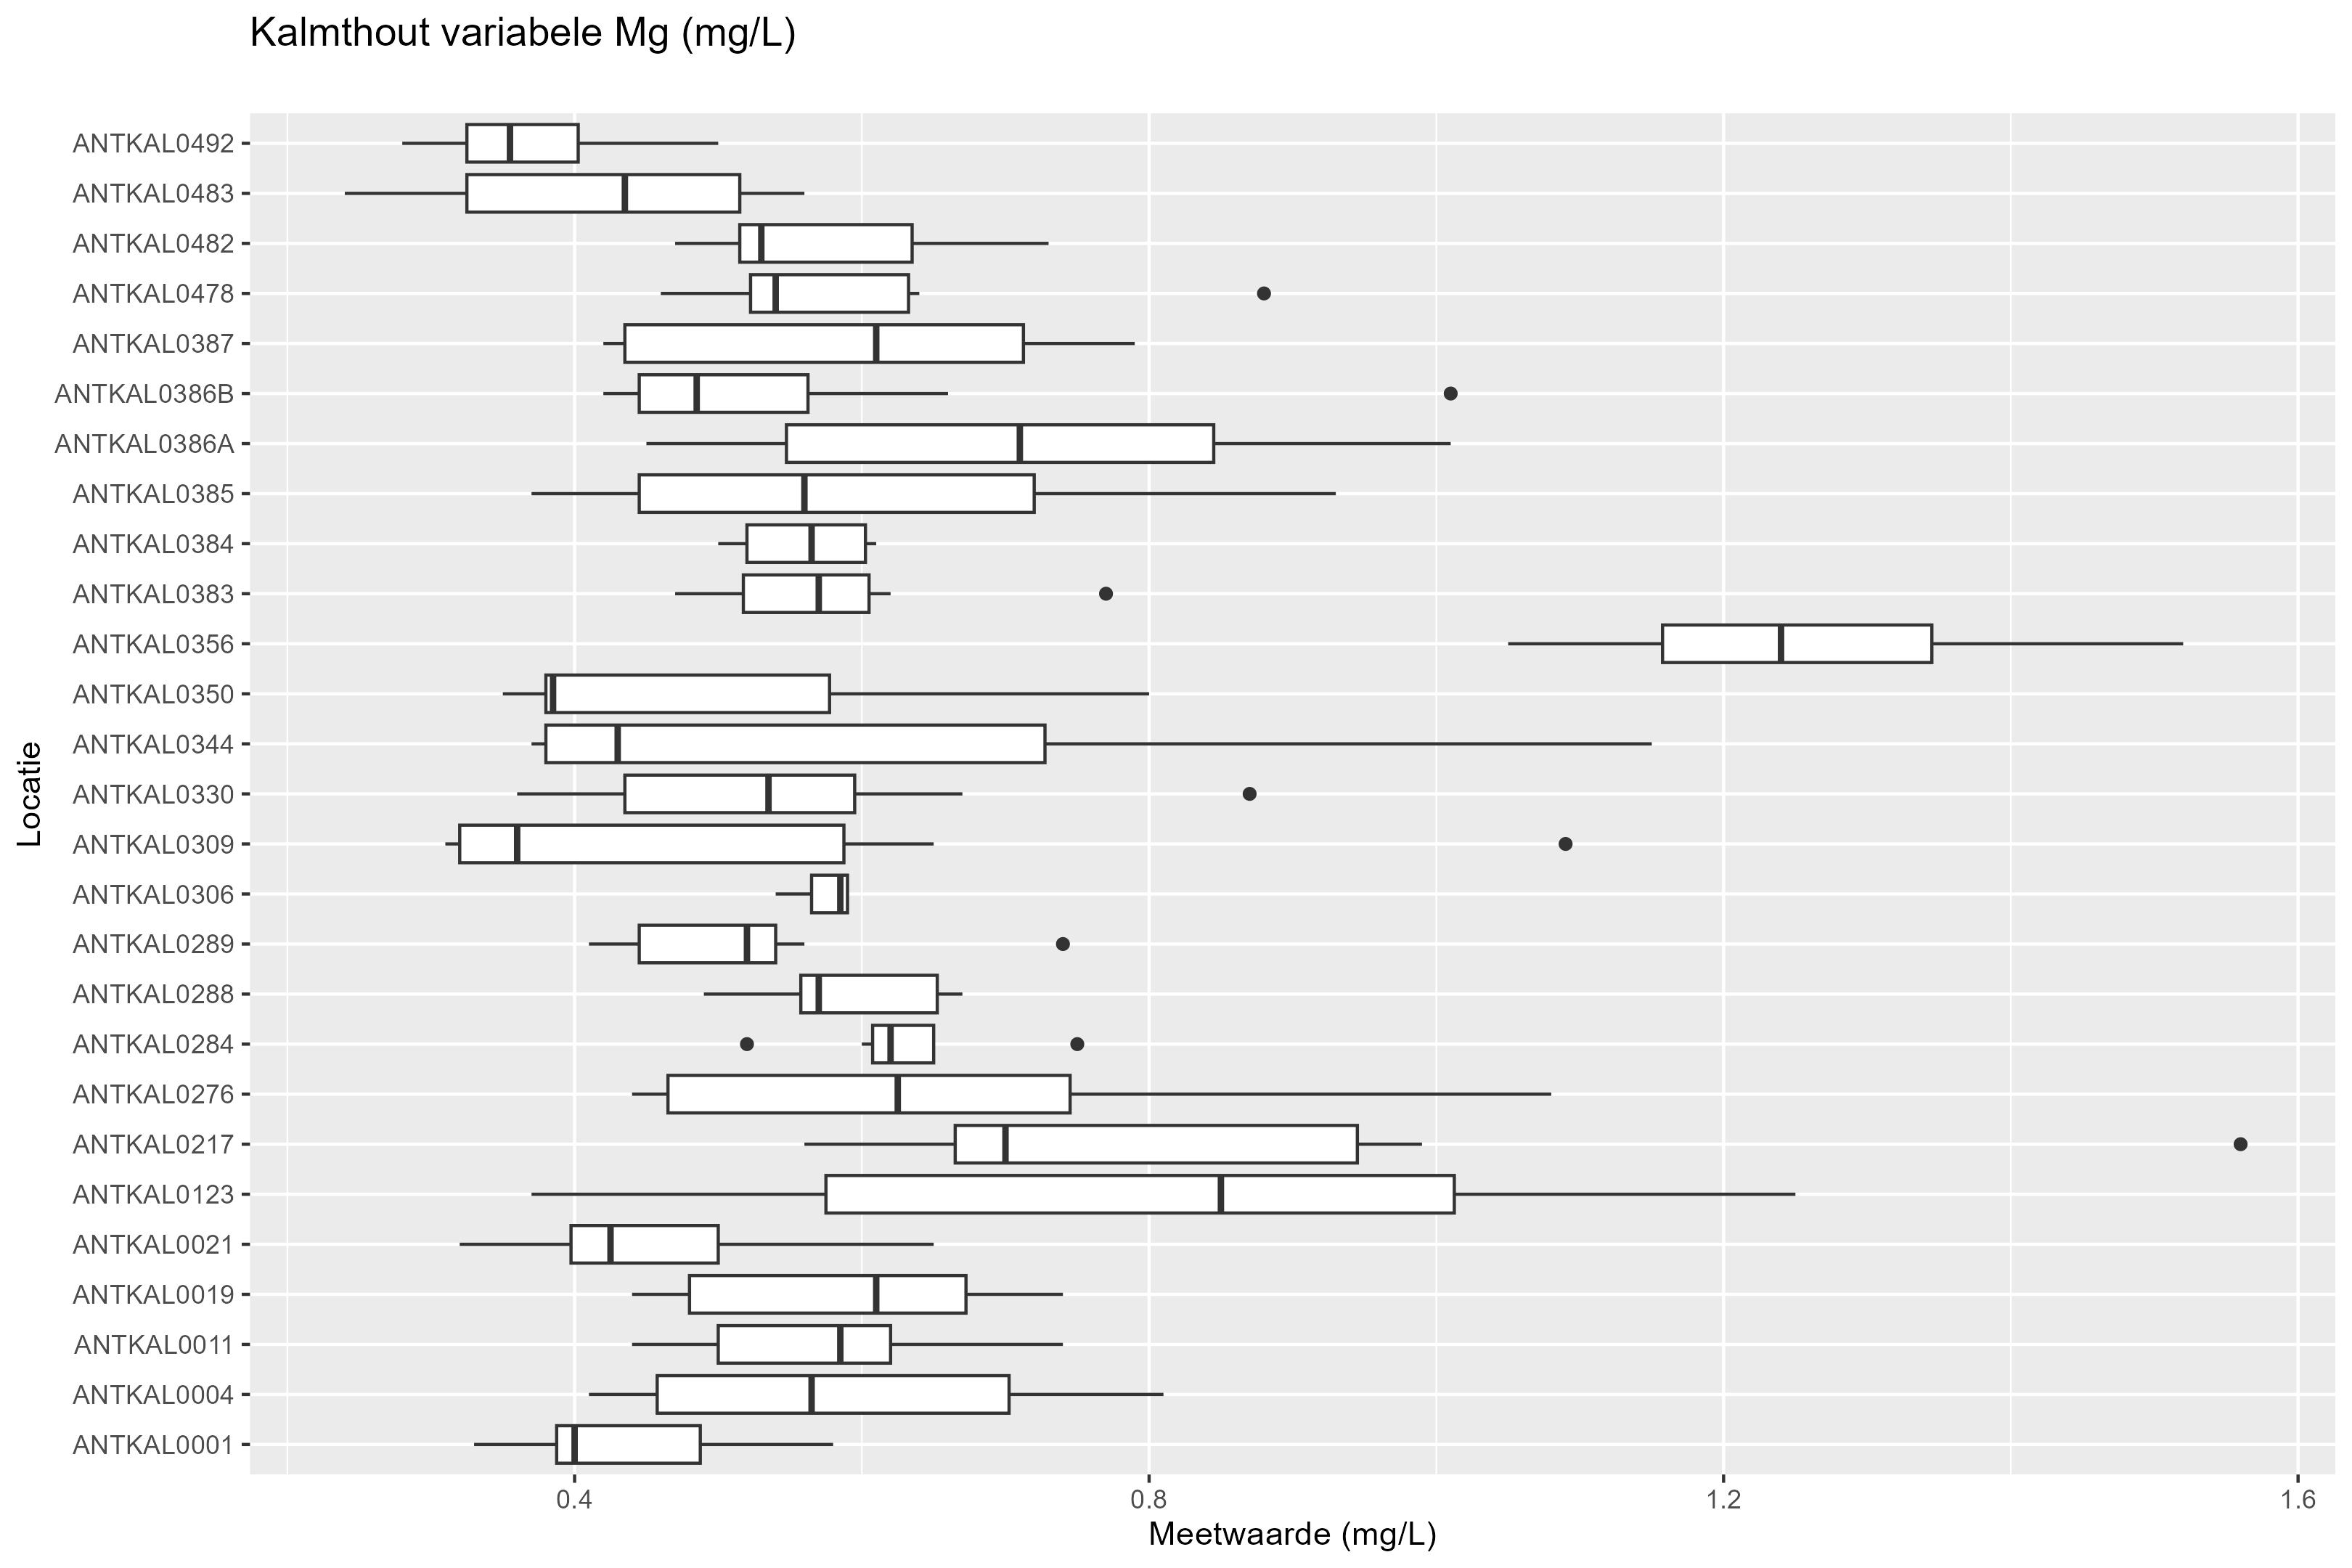 Kalmthout variabele Mg (mg/L)
Locatie
ANTKAL0492
ANTKAL0483
ANTKAL0482
ANTKAL0478
ANTKAL0387
ANTKAL0386B
ANTKAL0386A
ANTKAL0385
ANTKAL0384
ANTKAL0383
ANTKAL0356
ANTKAL0350
ANTKAL0344
ANTKAL0330
ANTKAL0309
ANTKAL0306
ANTKAL0289
ANTKAL0288
ANTKAL0284
ANTKAL0276
ANTKAL0217
ANTKAL0123
ANTKAL0021
ANTKAL0019
ANTKAL0011
ANTKAL0004
ANTKAL0001
0.4 0.8 1.2 1.6
Meetwaarde (mg/L)